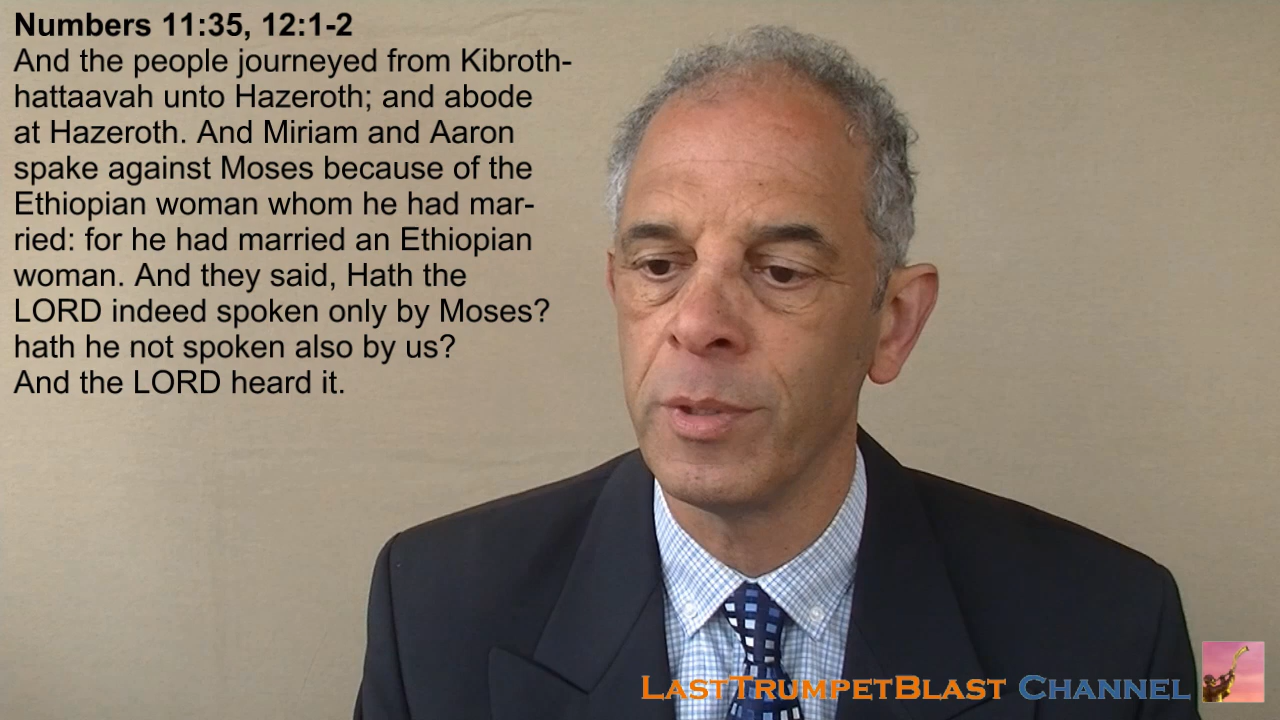 Numbers 11:35, 12:1-2
And the people journeyed from Kibroth-
hattaavah unto Hazeroth; and abode
at Hazeroth. And Miriam and Aaron
spake against Moses because of the
Ethiopian woman whom he had mar-
ried: for he had married an Ethiopian
woman. And they said, Hath the
LORD indeed spoken only by Moses?
hath he not spoken also by us?
And the LORD heard it.
LastTrumpetBlast Channel